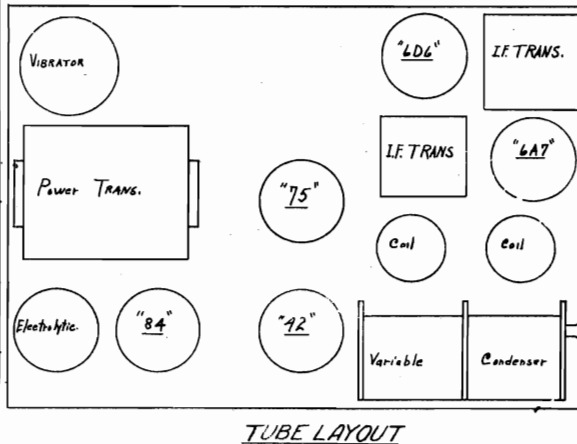 VIBRATOR
"6D6"
I.F. TRANS.
I.F. TRANS
"6A7"
Power TRANS.
"75"
Coil
Coil
Electrolytic.
"84"
"42"
Variable
Condenser
TUBE LAYOUT